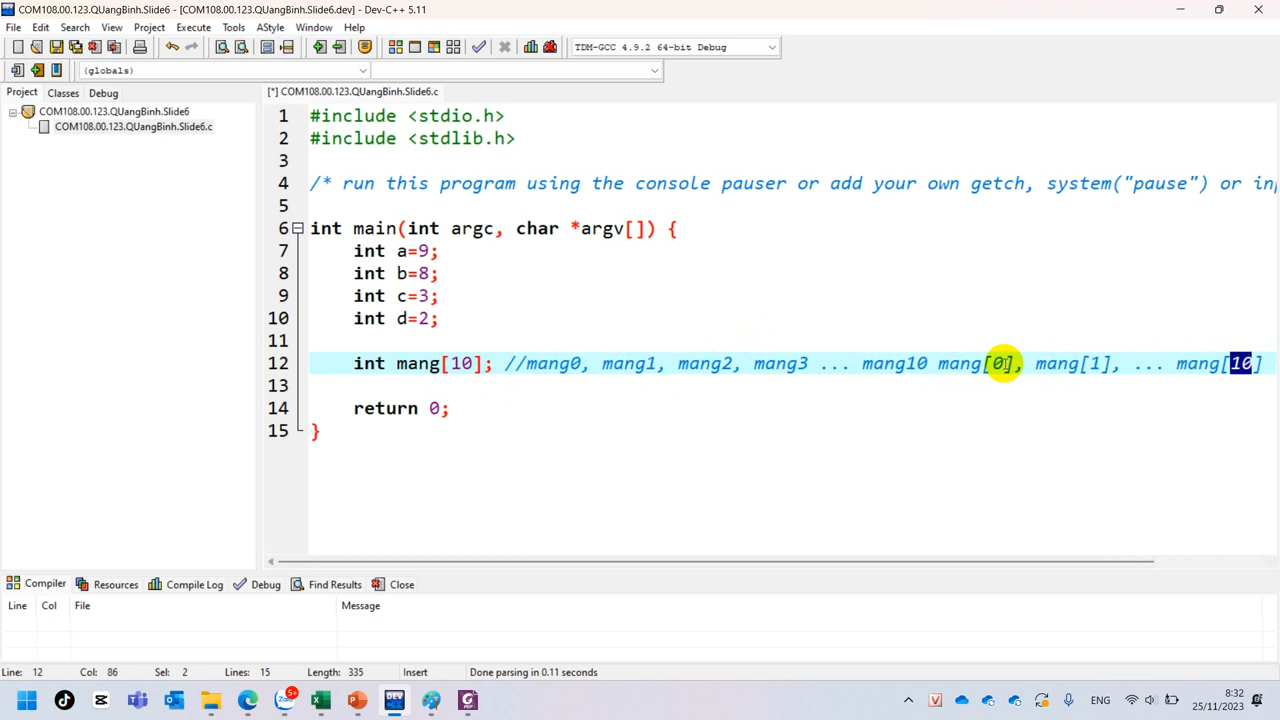 COM108.00.123.QUangBinh.Slide6 - [COM108.00.123.QUangBinh.Slide6.dev] - Dev-C++ 5.11
File Edit Search View Project Execute Tools AStyle Window Help
TDM-GCC 4.9.2 64-bit Debug
(globals)
Project Classes Debug
[*] COM108.00.123.QUangBinh.Slide6.c
COM108.00.123.QUangBinh.Slide6
COM108.00.123.QUangBinh.Slide6.c
1 #include <stdio.h>
2 #include <stdlib.h>
3
4 /* run this program using the console pauser or add your own getch, system("pause") or inp
5
6 int main(int argc, char *argv[]) {
7 int a=9;
8 int b=8;
9 int c=3;
10 int d=2;
11
12 int mang[10]; //mang0, mang1, mang2, mang3 ... mang10 mang[0], mang[1], ... mang[10]
13
14 return 0;
15 }
Compiler Resources Compile Log Debug Find Results Close
Line Col File Message
Line: 12 Col: 86 Sel: 2 Lines: 15 Length: 335 Insert Done parsing in 0.11 seconds
5+
Zalo
DEV
V
ENG
8:32
25/11/2023